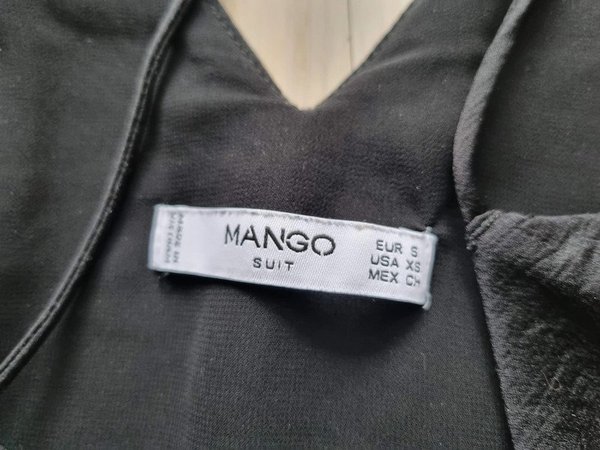 MANGO
SUIT
EUR S
USA XS
MEX CH